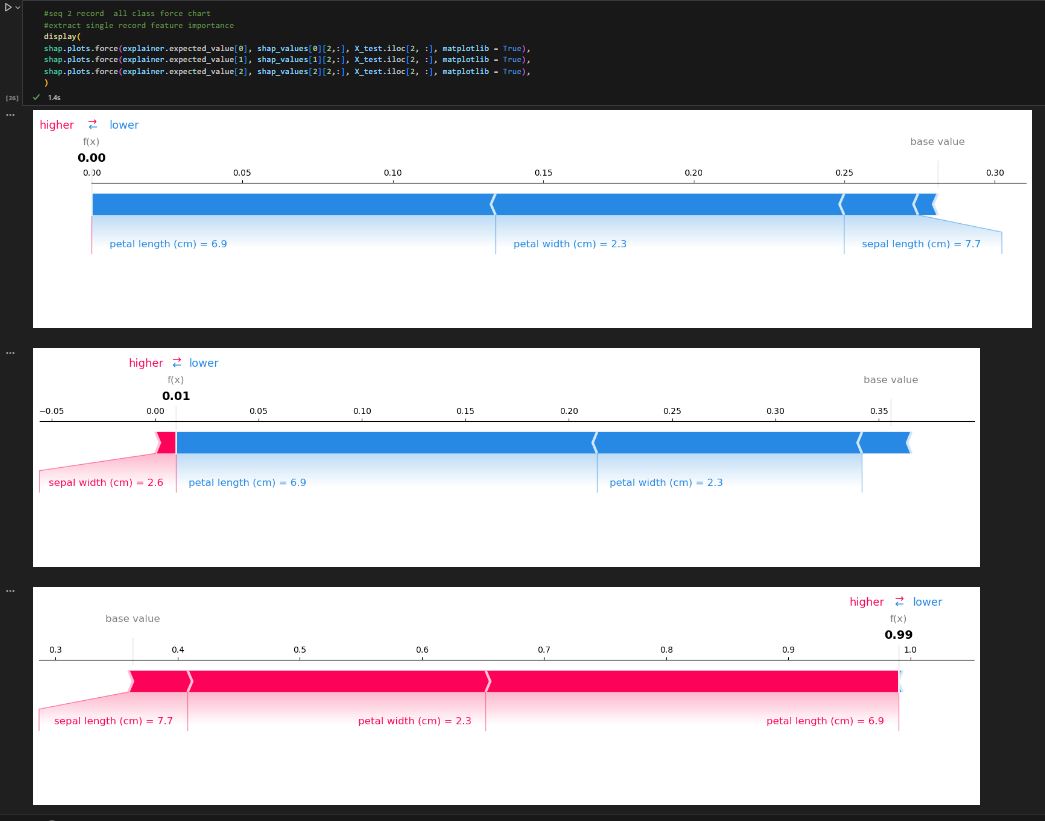 #seq 2 record  all class force chart
#extract single record feature importance
display(
shap.plots.force(explainer.expected_value[0], shap_values[0][2,:], X_test.iloc[2, :], matplotlib = True),
shap.plots.force(explainer.expected_value[1], shap_values[1][2,:], X_test.iloc[2, :], matplotlib = True),
shap.plots.force(explainer.expected_value[2], shap_values[2][2,:], X_test.iloc[2, :], matplotlib = True),
)
[26] 1.4s
higher lower
f(x) base value
0.00
0.00 0.05 0.10 0.15 0.20 0.25 0.30
petal length (cm) = 6.9 petal width (cm) = 2.3 sepal length (cm) = 7.7
higher lower
f(x) base value
0.01
−0.05 0.00 0.05 0.10 0.15 0.20 0.25 0.30 0.35
sepal width (cm) = 2.6 petal length (cm) = 6.9 petal width (cm) = 2.3
higher lower
base value f(x)
0.99
0.3 0.4 0.5 0.6 0.7 0.8 0.9 1.0
sepal length (cm) = 7.7 petal width (cm) = 2.3 petal length (cm) = 6.9